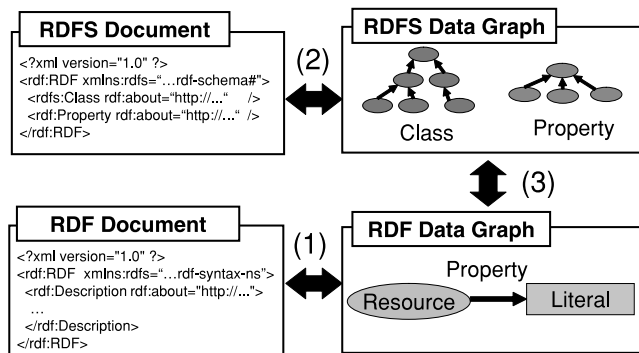 RDFS Document
<?xml version="1.0" ?>
<rdf:RDF xmlns:rdfs=“…rdf-schema#">
<rdfs:Class rdf:about=“http://...“ />
<rdf:Property rdf:about=“http://...“ />
</rdf:RDF>
(2)
RDFS Data Graph
Class
Property
(3)
RDF Document
<?xml version="1.0" ?>
<rdf:RDF xmlns:rdfs=“…rdf-syntax-ns”>
<rdf:Description rdf:about="http://...">
…
</rdf:Description>
</rdf:RDF>
(1)
RDF Data Graph
Property
Resource
Literal